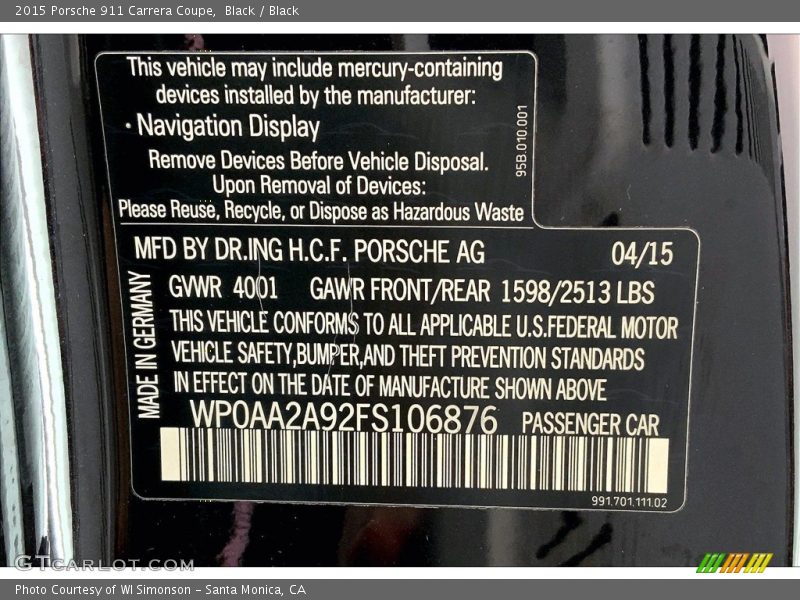 2015 Porsche 911 Carrera Coupe,  Black / Black
This vehicle may include mercury-containing
devices installed by the manufacturer:
· Navigation Display
Remove Devices Before Vehicle Disposal.
Upon Removal of Devices:
Please Reuse, Recycle, or Dispose as Hazardous Waste
95B.010.001
MFD BY DR.ING H.C.F. PORSCHE AG 04/15
GVWR 4001 GAWR FRONT/REAR 1598/2513 LBS
THIS VEHICLE CONFORMS TO ALL APPLICABLE U.S.FEDERAL MOTOR
VEHICLE SAFETY,BUMPER,AND THEFT PREVENTION STANDARDS
IN EFFECT ON THE DATE OF MANUFACTURE SHOWN ABOVE
MADE IN GERMANY
WP0AA2A92FS106876 PASSENGER CAR
991.701.111.02
GTcarlot.com
Photo Courtesy of WI Simonson - Santa Monica, CA